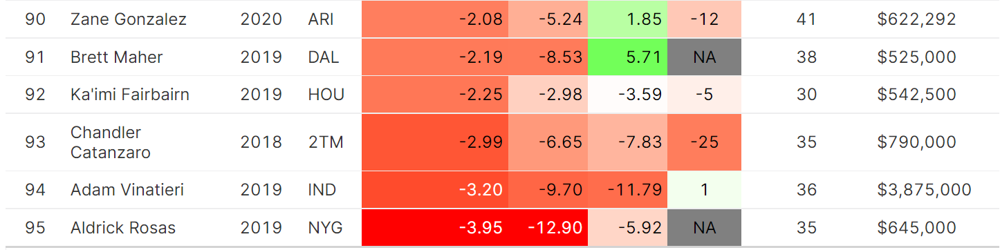 90 Zane Gonzalez 2020 ARI -2.08 -5.24 1.85 -12 41 $622,292
91 Brett Maher 2019 DAL -2.19 -8.53 5.71 NA 38 $525,000
92 Ka'imi Fairbairn 2019 HOU -2.25 -2.98 -3.59 -5 30 $542,500
93 Chandler Catanzaro 2018 2TM -2.99 -6.65 -7.83 -25 35 $790,000
94 Adam Vinatieri 2019 IND -3.20 -9.70 -11.79 1 36 $3,875,000
95 Aldrick Rosas 2019 NYG -3.95 -12.90 -5.92 NA 35 $645,000